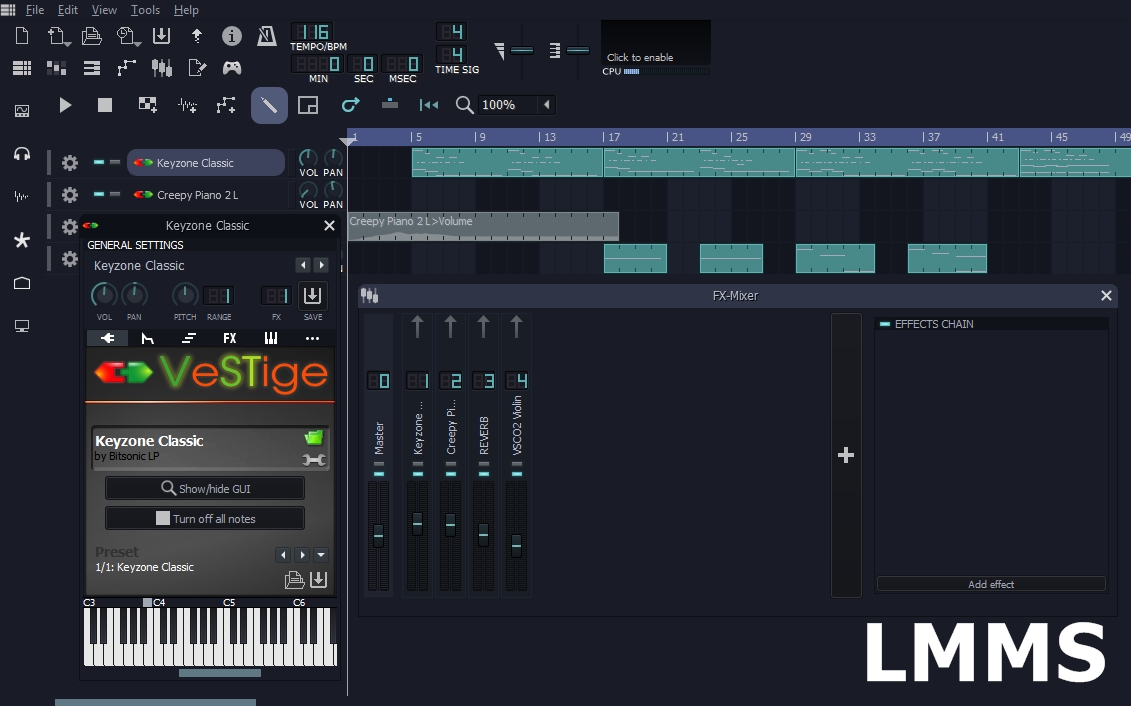 File Edit View Tools Help
116
TEMPO/BPM
0 0 0
MIN SEC MSEC
4
4
TIME SIG
Click to enable
CPU
100%
1 5 9 13 17 21 25 29 33 37 41 45 49
Keyzone Classic
VOL PAN
Creepy Piano 2 L
VOL PAN
Creepy Piano 2 L>Volume
Keyzone Classic
GENERAL SETTINGS
Keyzone Classic
1 1
VOL PAN PITCH RANGE FX SAVE
FX
VeSTige
Keyzone Classic
by Bitsonic LP
Show/hide GUI
Turn off all notes
Preset
1/1: Keyzone Classic
C3 C4 C5 C6
FX-Mixer
0 1 2 3 4
Master
Keyzone ...
Creepy Pi...
REVERB
VSCO2 Violin
EFFECTS CHAIN
Add effect
LMMS